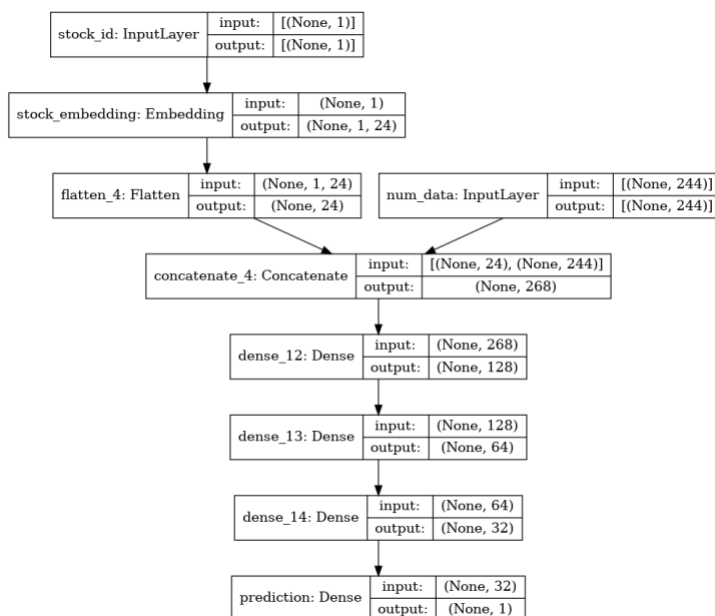 stock_id: InputLayer
input: [(None, 1)]
output: [(None, 1)]
stock_embedding: Embedding
input: (None, 1)
output: (None, 1, 24)
flatten_4: Flatten
input: (None, 1, 24)
output: (None, 24)
num_data: InputLayer
input: [(None, 244)]
output: [(None, 244)]
concatenate_4: Concatenate
input: [(None, 24), (None, 244)]
output: (None, 268)
dense_12: Dense
input: (None, 268)
output: (None, 128)
dense_13: Dense
input: (None, 128)
output: (None, 64)
dense_14: Dense
input: (None, 64)
output: (None, 32)
prediction: Dense
input: (None, 32)
output: (None, 1)